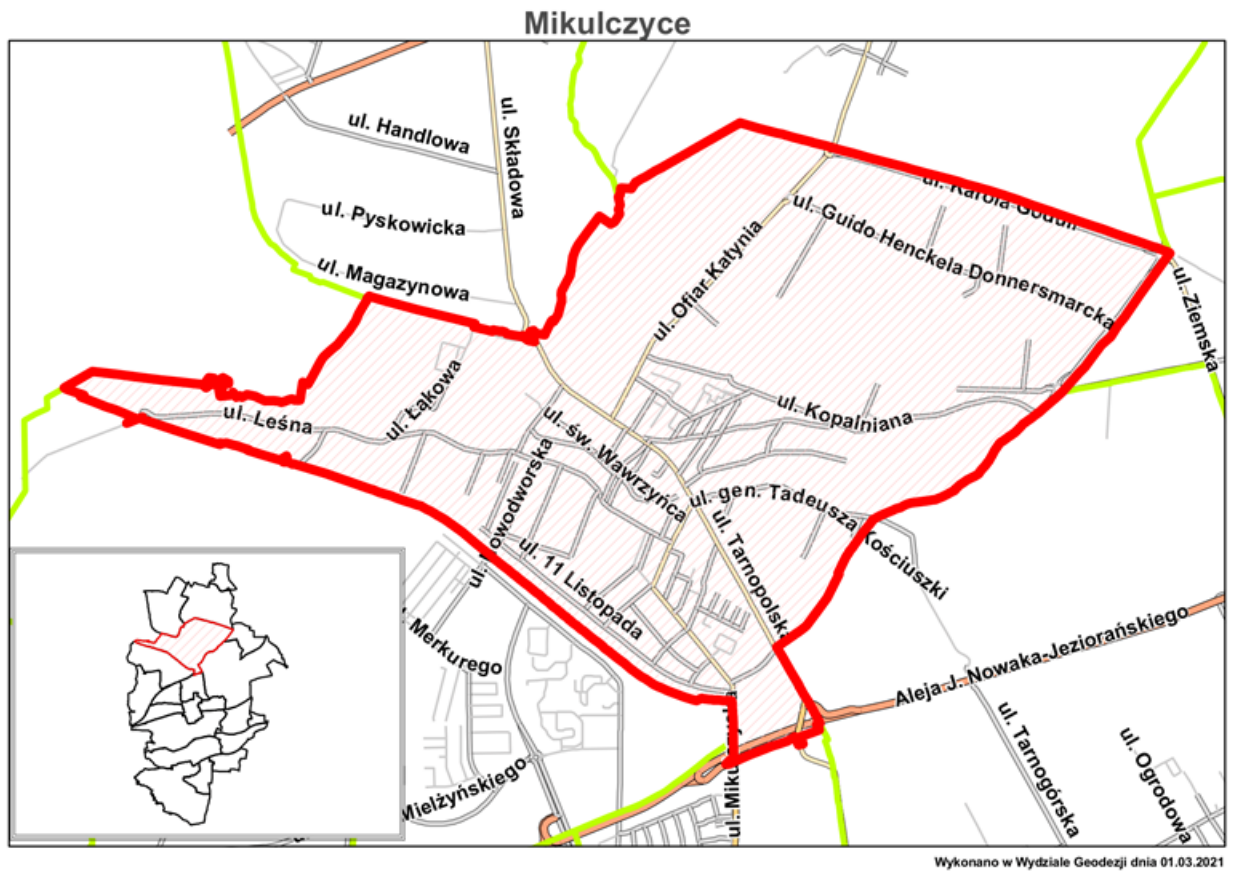 Mikulczyce
ul. Handlowa
ul. Składowa
ul. Pyskowicka
ul. Magazynowa
ul. Karola Goduli
ul. Guido Henckela Donnersmarcka
ul. Ofiar Katynia
ul. Ziemska
ul. Łąkowa
ul. Leśna
ul. Kopalniana
ul. św. Wawrzyńca
ul. Nowodworska
ul. gen. Tadeusza Kościuszki
ul. Tarnopolska
ul. 11 Listopada
Merkurego
Aleja J. Nowaka-Jeziorańskiego
ul. Tarnogórska
ul. Ogrodowa
Mielżyńskiego
Wykonano w Wydziale Geodezji dnia 01.03.2021